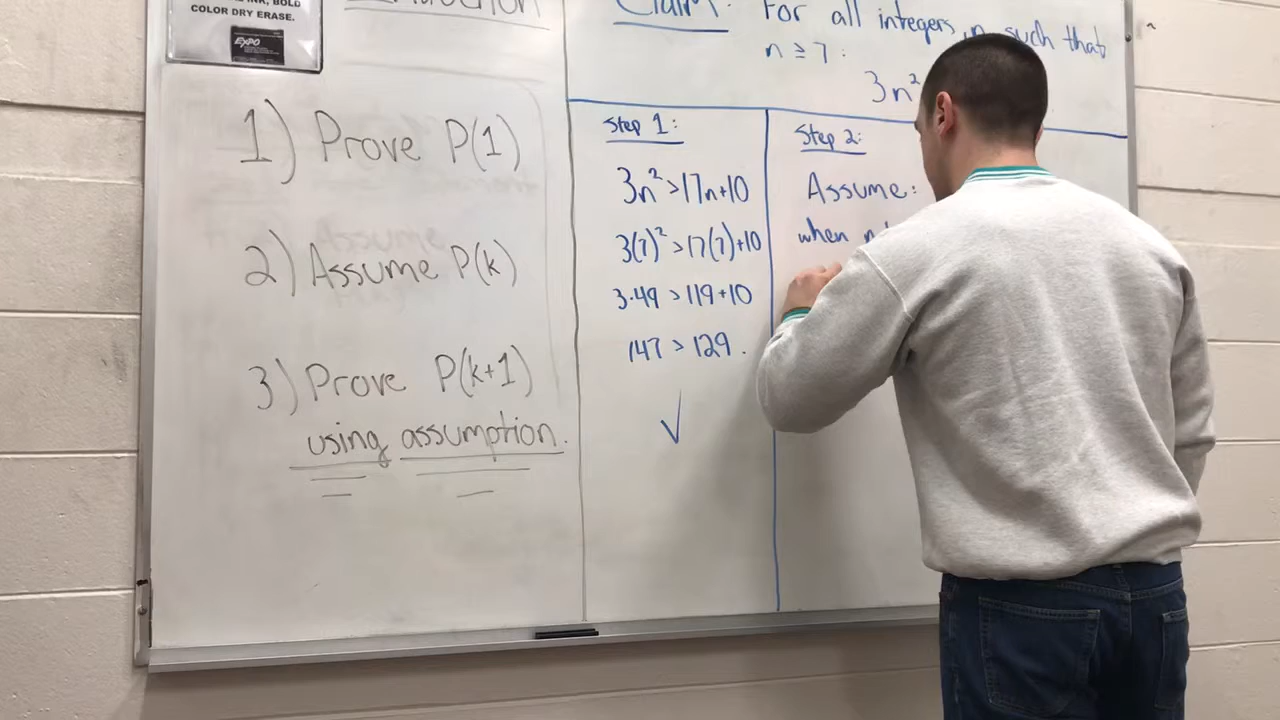 COLOR DRY ERASE.
EXPO
1) Prove P(1)
2) Assume P(k)
3) Prove P(k+1)
using assumption.
Claim: For all integers n such that
n ≥ 7:
3n²
Step 1:
3n² > 17n+10
3(7)² > 17(7)+10
3·49 > 119+10
147 > 129.
✓
Step 2:
Assume:
when